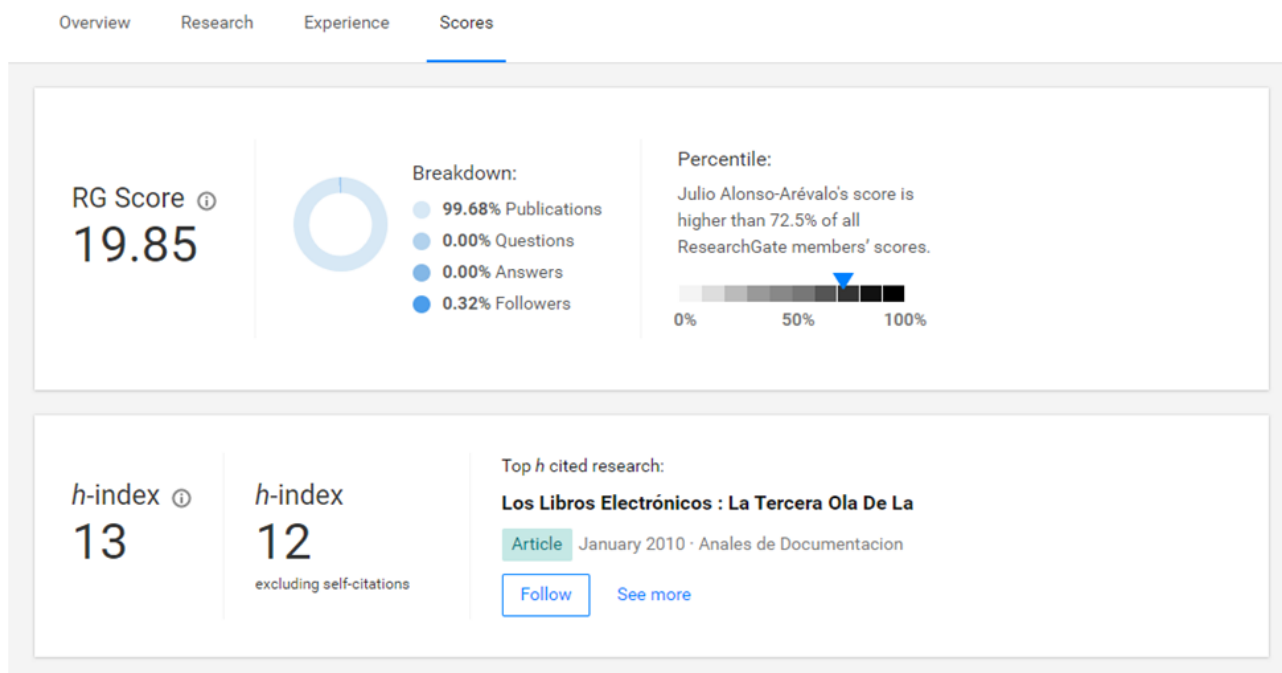 Overview Research Experience Scores
RG Score
19.85
Breakdown:
99.68% Publications
0.00% Questions
0.00% Answers
0.32% Followers
Percentile:
Julio Alonso-Arévalo's score is
higher than 72.5% of all
ResearchGate members' scores.
0% 50% 100%
h-index
13
h-index
12
excluding self-citations
Top h cited research:
Los Libros Electrónicos : La Tercera Ola De La
Article January 2010 · Anales de Documentacion
Follow See more